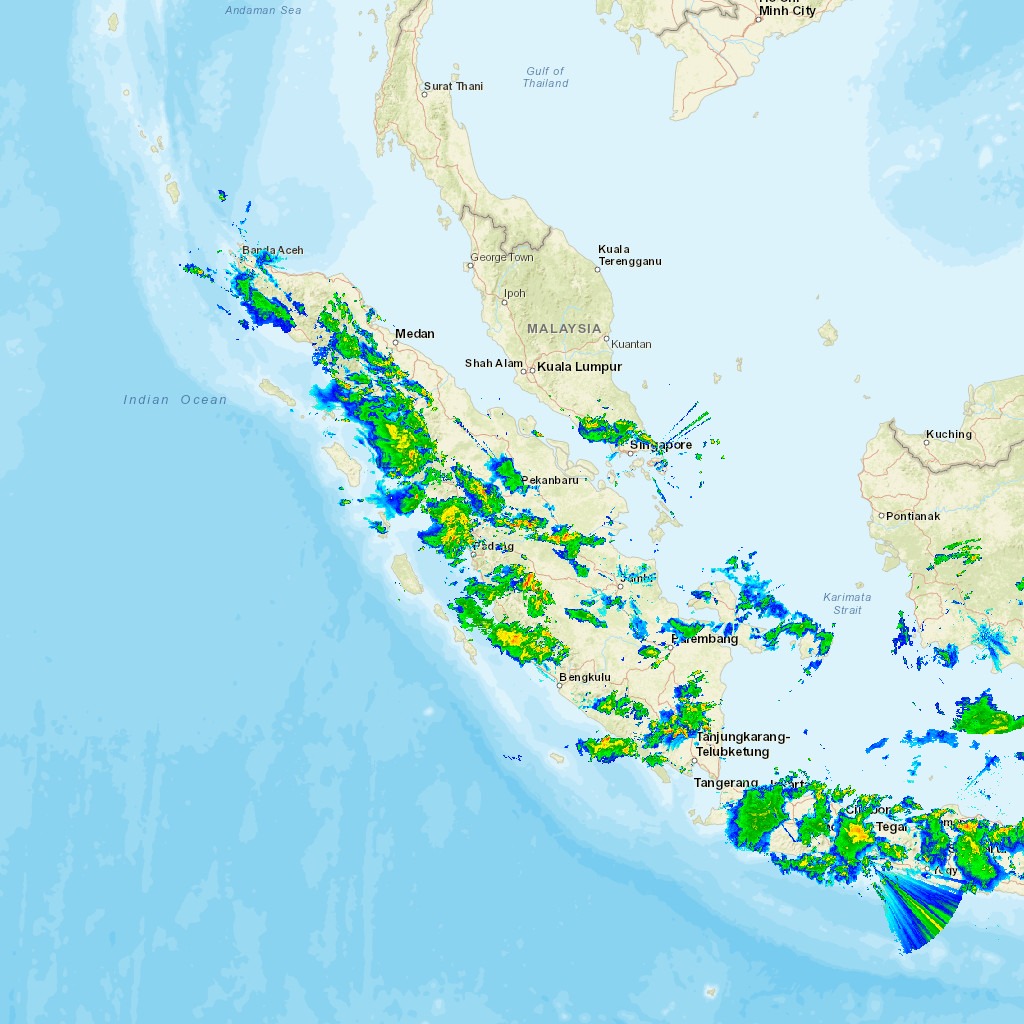 Andaman Sea
Minh City
Gulf of
Thailand
Surat Thani
Banda Aceh
George Town
Kuala
Terengganu
Ipoh
MALAYSIA
Medan
Kuantan
Shah Alam
Kuala Lumpur
Indian Ocean
Singapore
Kuching
Pekanbaru
Pontianak
Padang
Jambi
Karimata
Strait
Palembang
Bengkulu
Tanjungkarang-
Telubketung
Tangerang
Tegal